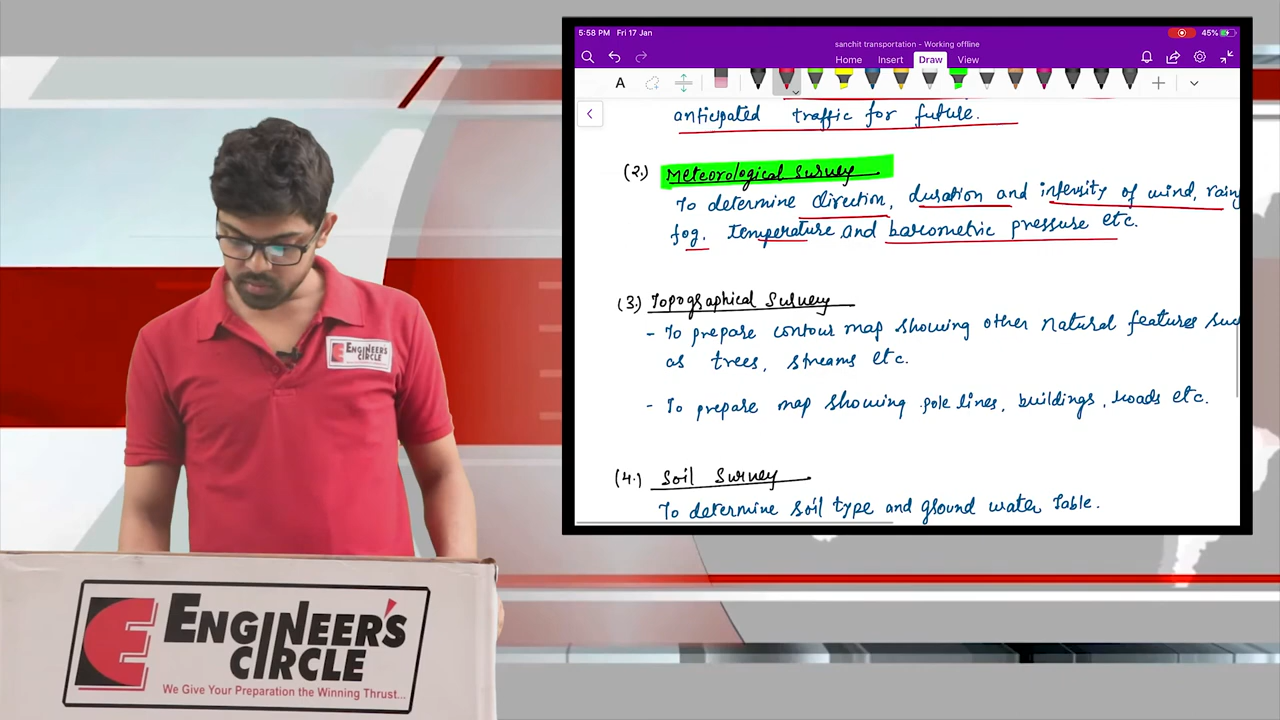 5:58 PM Fri 17 Jan
45%
sanchit transportation - Working offline
Home Insert Draw View
A
anticipated traffic for future.
(2.) Meteorological Survey
To determine direction, duration and intensity of wind, rain,
fog, temperature and barometric pressure etc.
(3.) Topographical Survey
- To prepare contour map showing other natural features suc
as trees, streams etc.
- To prepare map showing pole lines, buildings, roads etc.
(4.) Soil Survey
To determine soil type and ground water table.
ENGINEER'S
CIRCLE
E ENGINEER'S
CIRCLE
We Give Your Preparation the Winning Thrust...